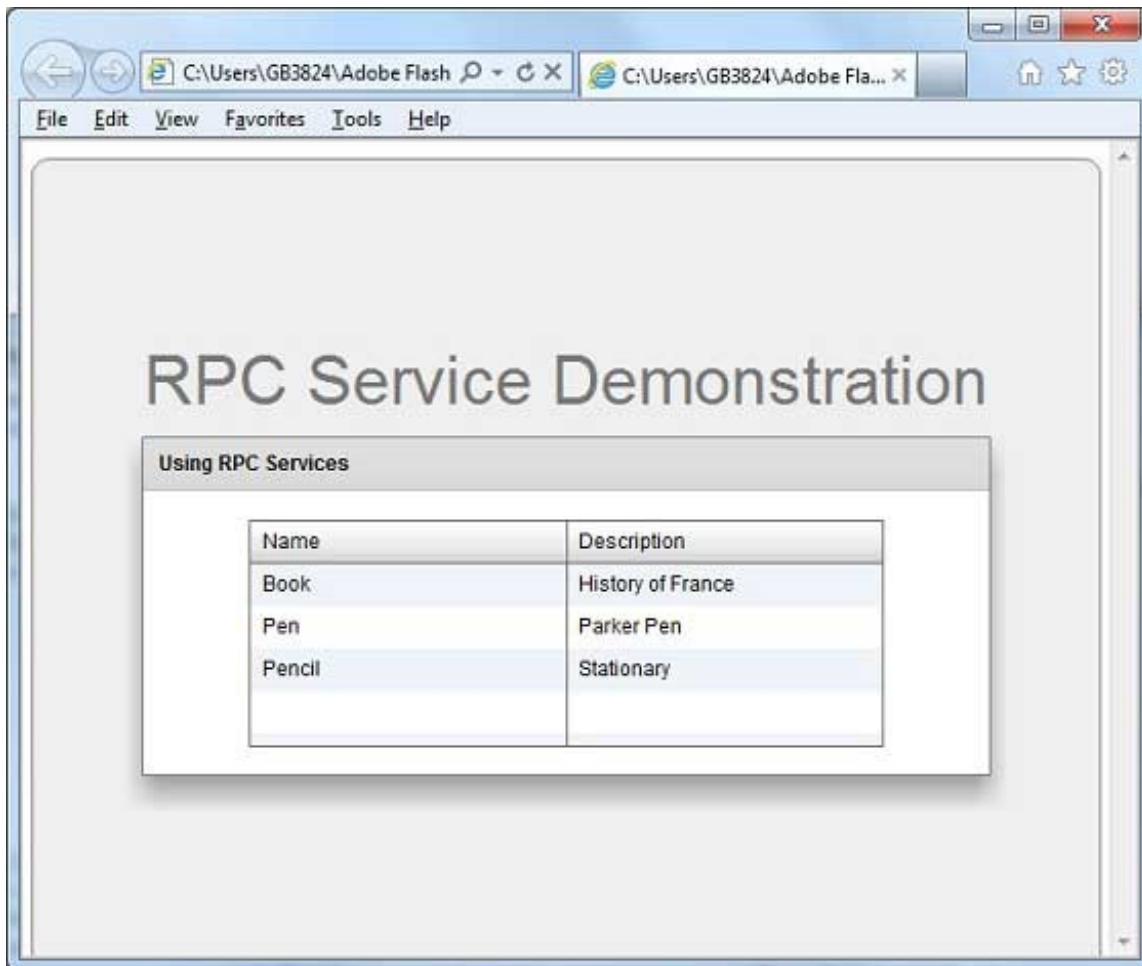 C:\Users\GB3824\Adobe Flash
C:\Users\GB3824\Adobe Fla...
File Edit View Favorites Tools Help
RPC Service Demonstration
Using RPC Services
Name Description
Book History of France
Pen Parker Pen
Pencil Stationary